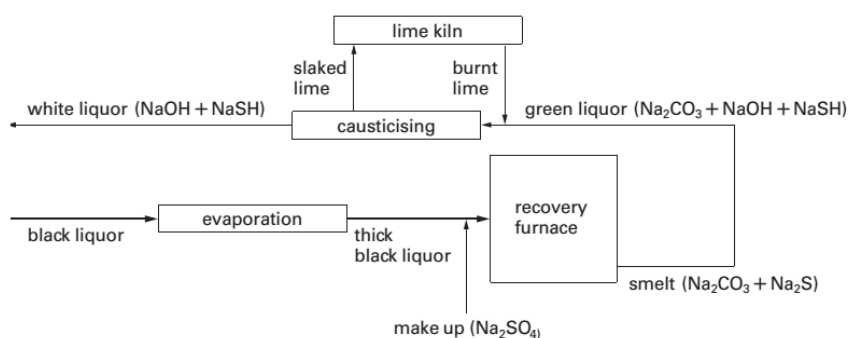 lime kiln
slaked
lime
burnt
lime
white liquor (NaOH + NaSH)
causticising
green liquor (Na₂CO₃ + NaOH + NaSH)
recovery
furnace
evaporation
black liquor
thick
black liquor
smelt (Na₂CO₃ + Na₂S)
make up (Na₂SO₄)